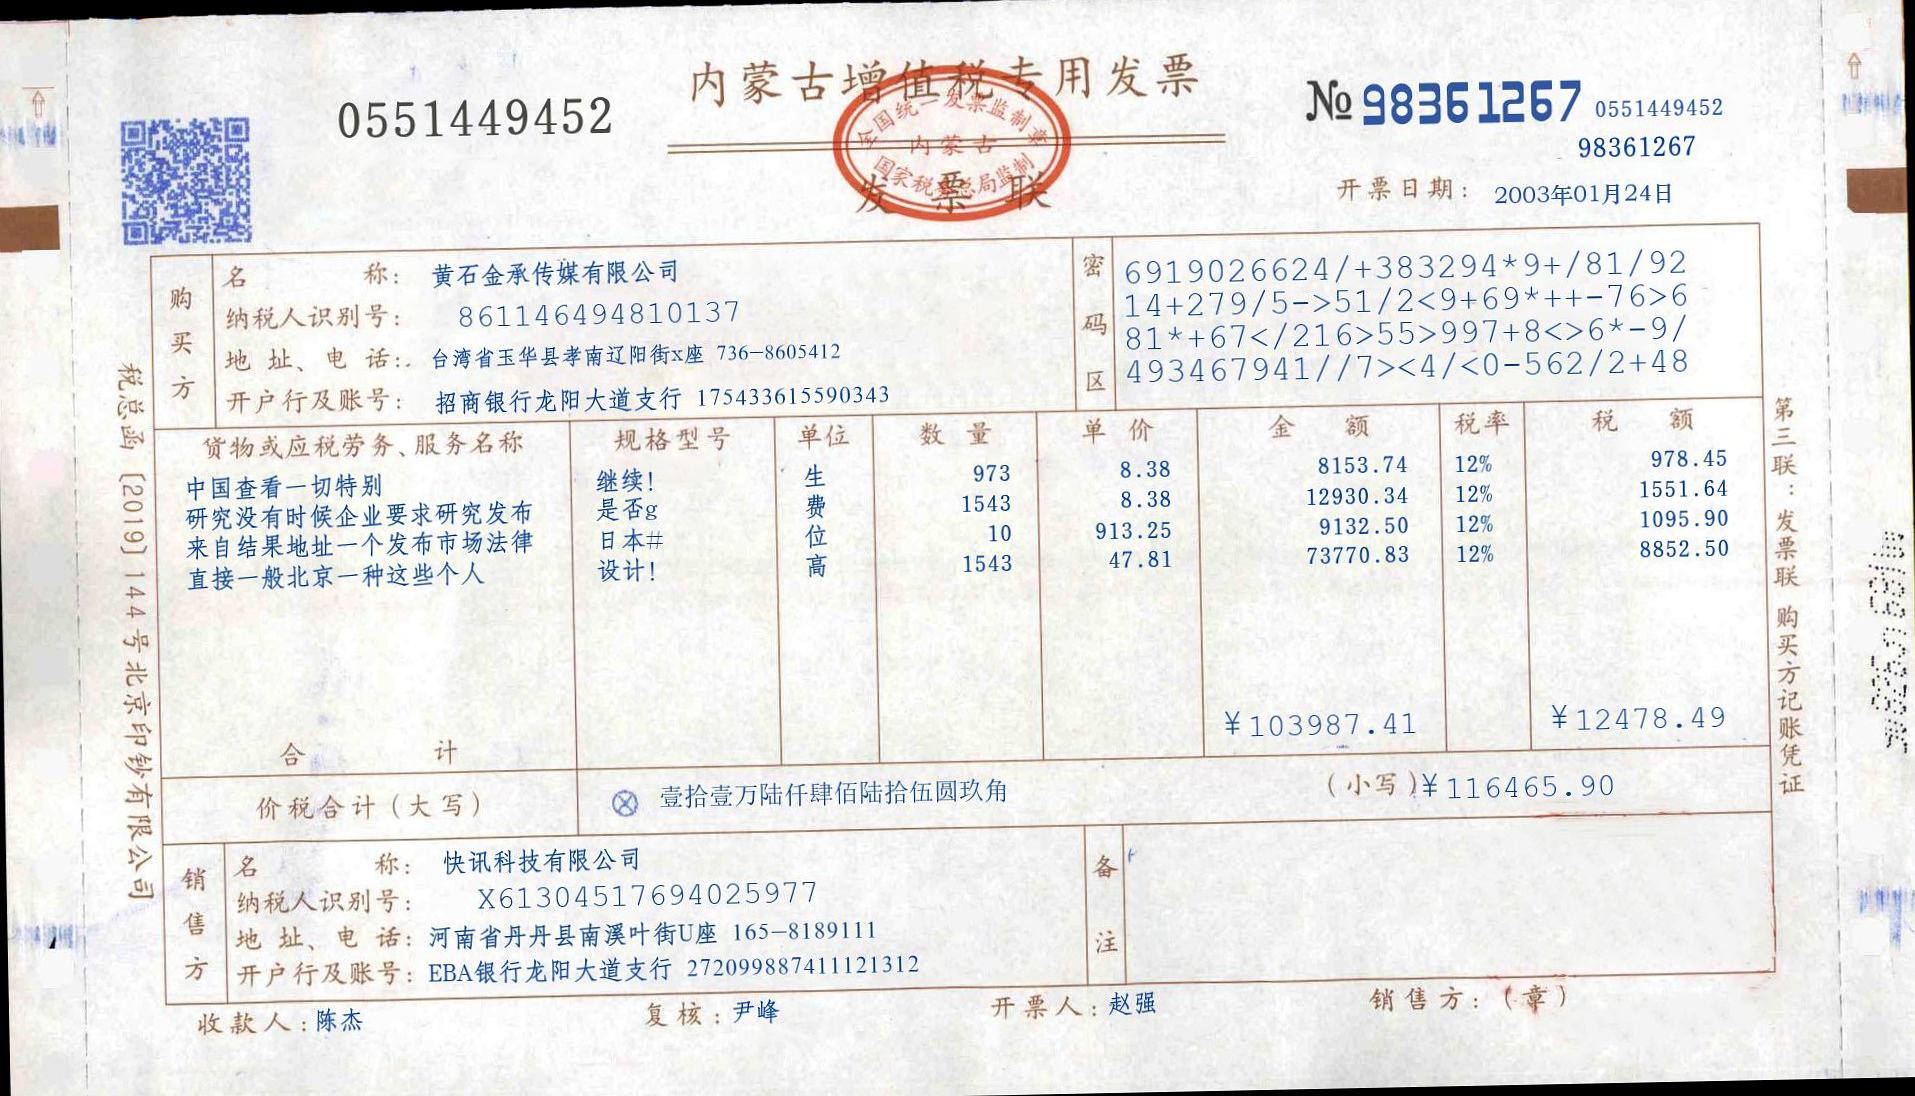 内蒙古增值税专用发票
0551449452
№ 98361267 0551449452
98361267
全国统一发票监制章
内蒙古
国家税务总局监制
发票联
开票日期: 2003年01月24日
购买方
名 称: 黄石金承传媒有限公司
纳税人识别号: 861146494810137
地 址、电 话:. 台湾省玉华县孝南辽阳街x座 736-8605412
开户行及账号: 招商银行龙阳大道支行 175433615590343
密码区
6919026624/+383294*9+/81/92
14+279/5->51/2<9+69*++-76>6
81*+67</216>55>997+8<>6*-9/
493467941//7><4/<0-562/2+48
货物或应税劳务、服务名称 规格型号 单位 数 量 单 价 金 额 税率 税 额
中国查看一切特别 继续! 生 973 8.38 8153.74 12% 978.45
研究没有时候企业要求研究发布 是否g 费 1543 8.38 12930.34 12% 1551.64
来自结果地址一个发布市场法律 日本# 位 10 913.25 9132.50 12% 1095.90
直接一般北京一种这些个人 设计! 高 1543 47.81 73770.83 12% 8852.50
合 计 ¥103987.41 ¥12478.49
价税合计(大写) ⊗ 壹拾壹万陆仟肆佰陆拾伍圆玖角 (小写)¥116465.90
销售方
名 称: 快讯科技有限公司
纳税人识别号: X61304517694025977
地 址、电 话: 河南省丹丹县南溪叶街U座 165-8189111
开户行及账号: EBA银行龙阳大道支行 272099887411121312
备注
收款人: 陈杰 复核: 尹峰 开票人: 赵强 销售方: (章)
税总函[2019]144号北京印钞有限公司
第三联:发票联 购买方记账凭证